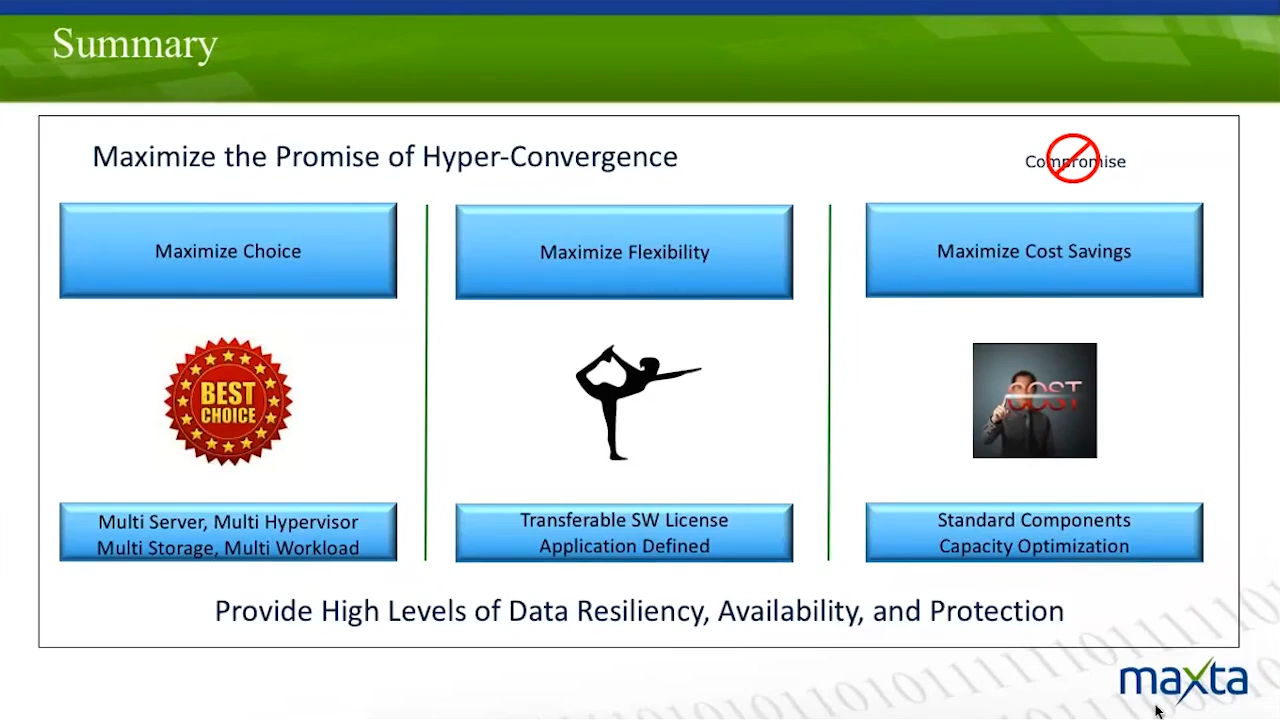 Summary
Maximize the Promise of Hyper-Convergence
Compromise
Maximize Choice
Maximize Flexibility
Maximize Cost Savings
BEST
CHOICE
COST
Multi Server, Multi Hypervisor
Multi Storage, Multi Workload
Transferable SW License
Application Defined
Standard Components
Capacity Optimization
Provide High Levels of Data Resiliency, Availability, and Protection
maxta